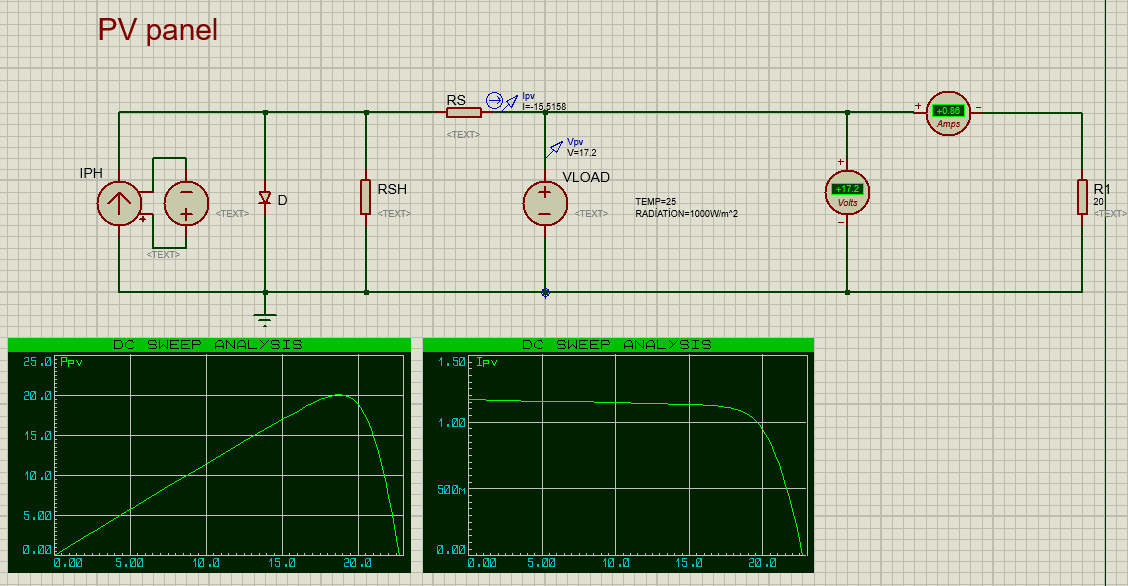 PV panel
RS
Ipv
I=-15.5158
<TEXT>
+
+0.86
Amps
−
Vpv
V=17.2
IPH
+
−
+
<TEXT>
<TEXT>
D
RSH
<TEXT>
VLOAD
+
−
<TEXT>
TEMP=25
RADIATION=1000W/m^2
+
+17.2
Volts
−
R1
20
<TEXT>
DC SWEEP ANALYSIS
Ppv
25.0
20.0
15.0
10.0
5.00
0.00
0.00 5.00 10.0 15.0 20.0
DC SWEEP ANALYSIS
Ipv
1.50
1.00
500m
0.00
0.00 5.00 10.0 15.0 20.0